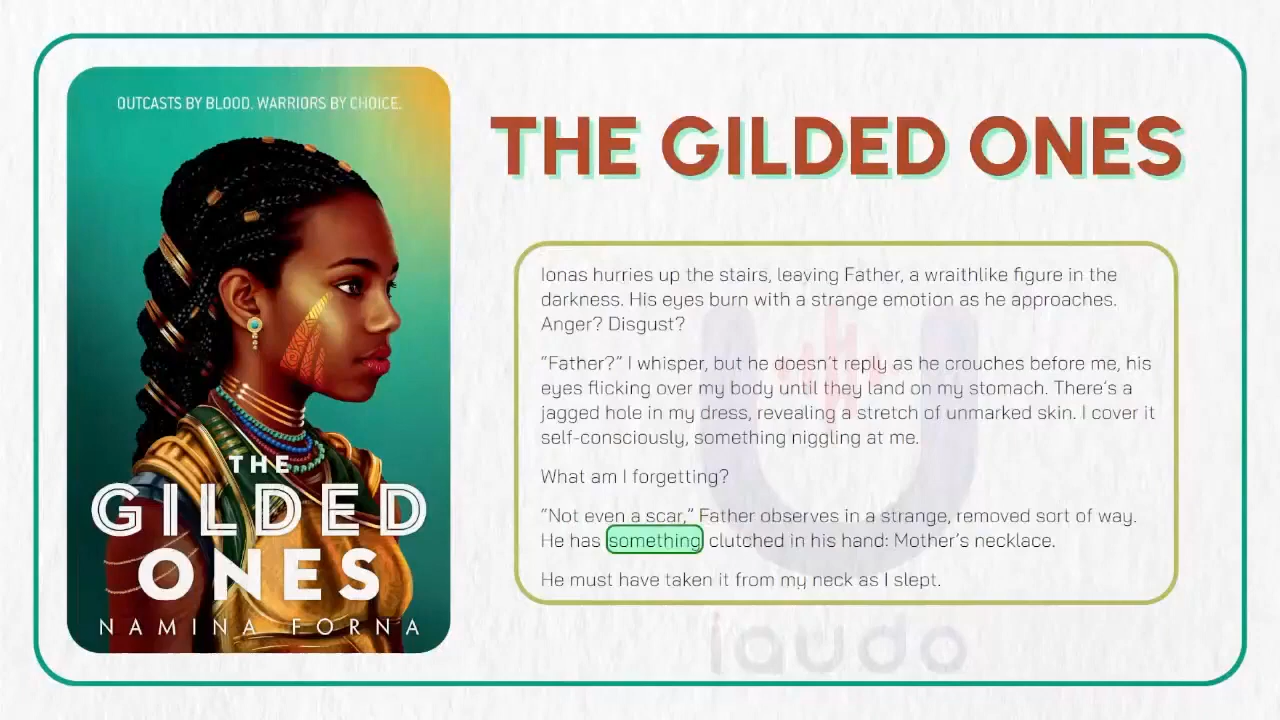 OUTCASTS BY BLOOD. WARRIORS BY CHOICE.
THE
GILDED
ONES
NAMINA FORNA
THE GILDED ONES
Ionas hurries up the stairs, leaving Father, a wraithlike figure in the
darkness. His eyes burn with a strange emotion as he approaches.
Anger? Disgust?
“Father?” I whisper, but he doesn’t reply as he crouches before me, his
eyes flicking over my body until they land on my stomach. There’s a
jagged hole in my dress, revealing a stretch of unmarked skin. I cover it
self-consciously, something niggling at me.
What am I forgetting?
“Not even a scar,” Father observes in a strange, removed sort of way.
He has something clutched in his hand: Mother’s necklace.
He must have taken it from my neck as I slept.
iaudo